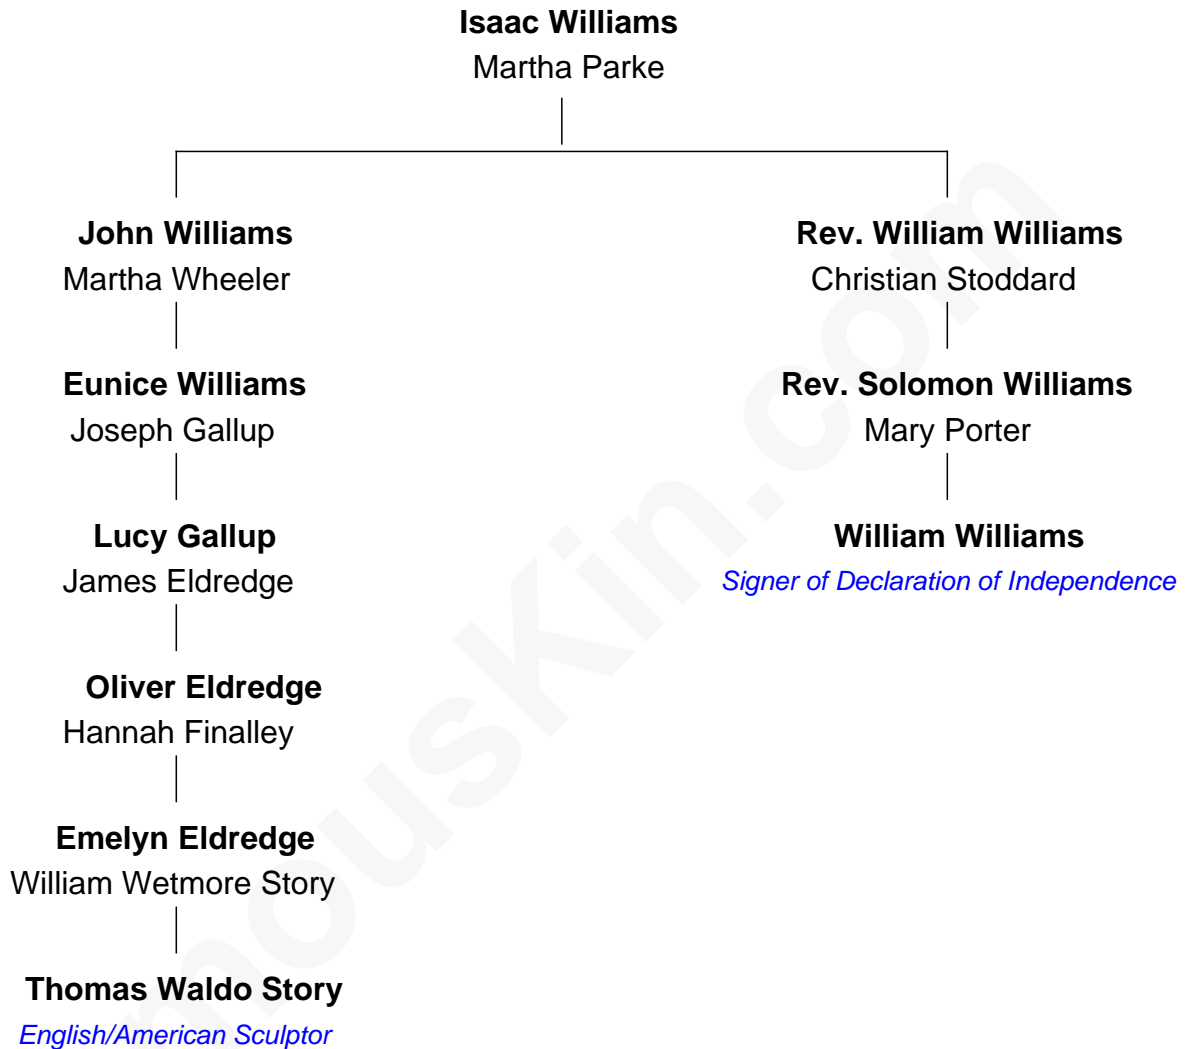 Isaac Williams
Martha Parke
John Williams
Martha Wheeler
Rev. William Williams
Christian Stoddard
Eunice Williams
Joseph Gallup
Rev. Solomon Williams
Mary Porter
Lucy Gallup
James Eldredge
William Williams
Signer of Declaration of Independence
Oliver Eldredge
Hannah Finalley
Emelyn Eldredge
William Wetmore Story
Thomas Waldo Story
English/American Sculptor
mouskin.com